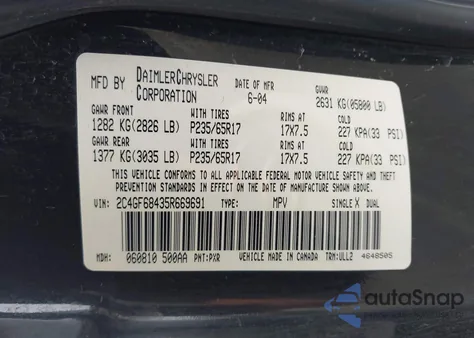 MFD BY DAIMLERCHRYSLER CORPORATION DATE OF MFR 6-04 GVWR 2631 KG(05800 LB)
GAWR FRONT WITH TIRES RIMS AT COLD
1282 KG(2826 LB) P235/65R17 17X7.5 227 KPA(33 PSI)
GAWR REAR WITH TIRES RIMS AT COLD
1377 KG(3035 LB) P235/65R17 17X7.5 227 KPA(33 PSI)
THIS VEHICLE CONFORMS TO ALL APPLICABLE FEDERAL MOTOR VEHICLE SAFETY, BUMPER, AND THEFT
PREVENTION STANDARDS IN EFFECT ON THE DATE OF MANUFACTURE SHOWN ABOVE.
VIN: 2C4GF68435R669691 TYPE: MPV SINGLE X DUAL
MDH: 060810 500AA PNT:PXR VEHICLE MADE IN CANADA TRM:ULL2 4648505
autoSnap